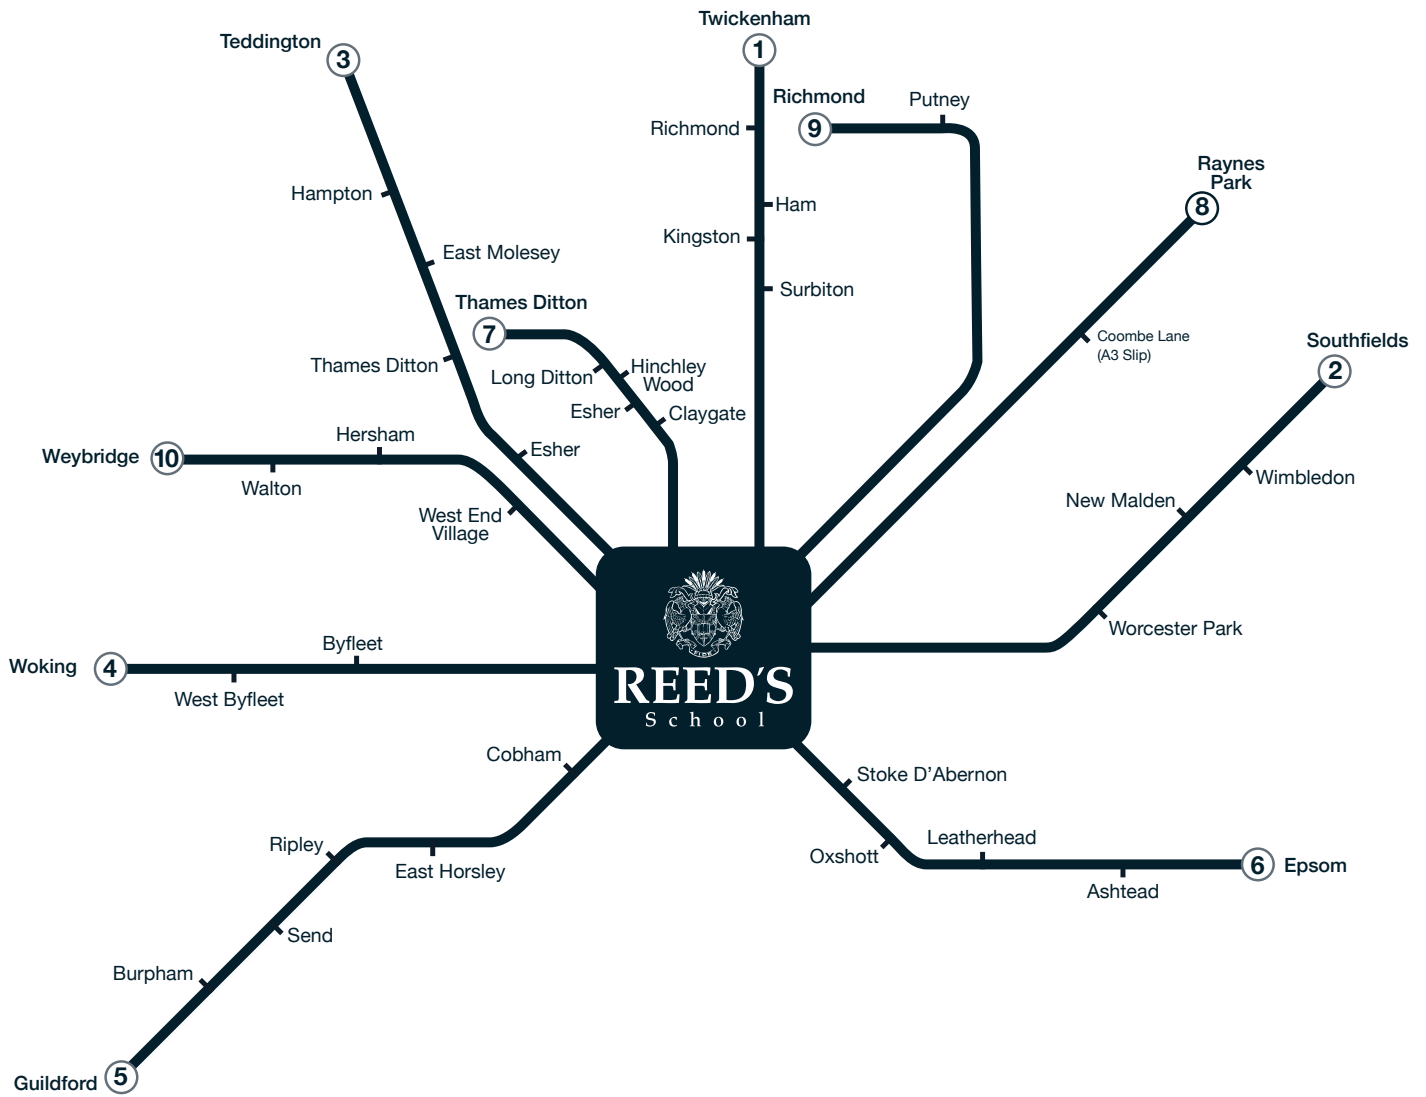 Twickenham
1
Teddington
3
Richmond
9
Putney
Richmond
Raynes
Park
8
Hampton
Ham
Kingston
East Molesey
Surbiton
Thames Ditton
7
Coombe Lane
(A3 Slip)
Southfields
2
Thames Ditton
Long Ditton
Hinchley
Wood
Esher
Claygate
Hersham
Esher
Weybridge
10
Walton
Wimbledon
New Malden
West End
Village
Worcester Park
Byfleet
Woking
4
West Byfleet
REED'S
School
Cobham
Stoke D'Abernon
Ripley
East Horsley
Oxshott
Leatherhead
6
Epsom
Ashtead
Send
Burpham
Guildford
5